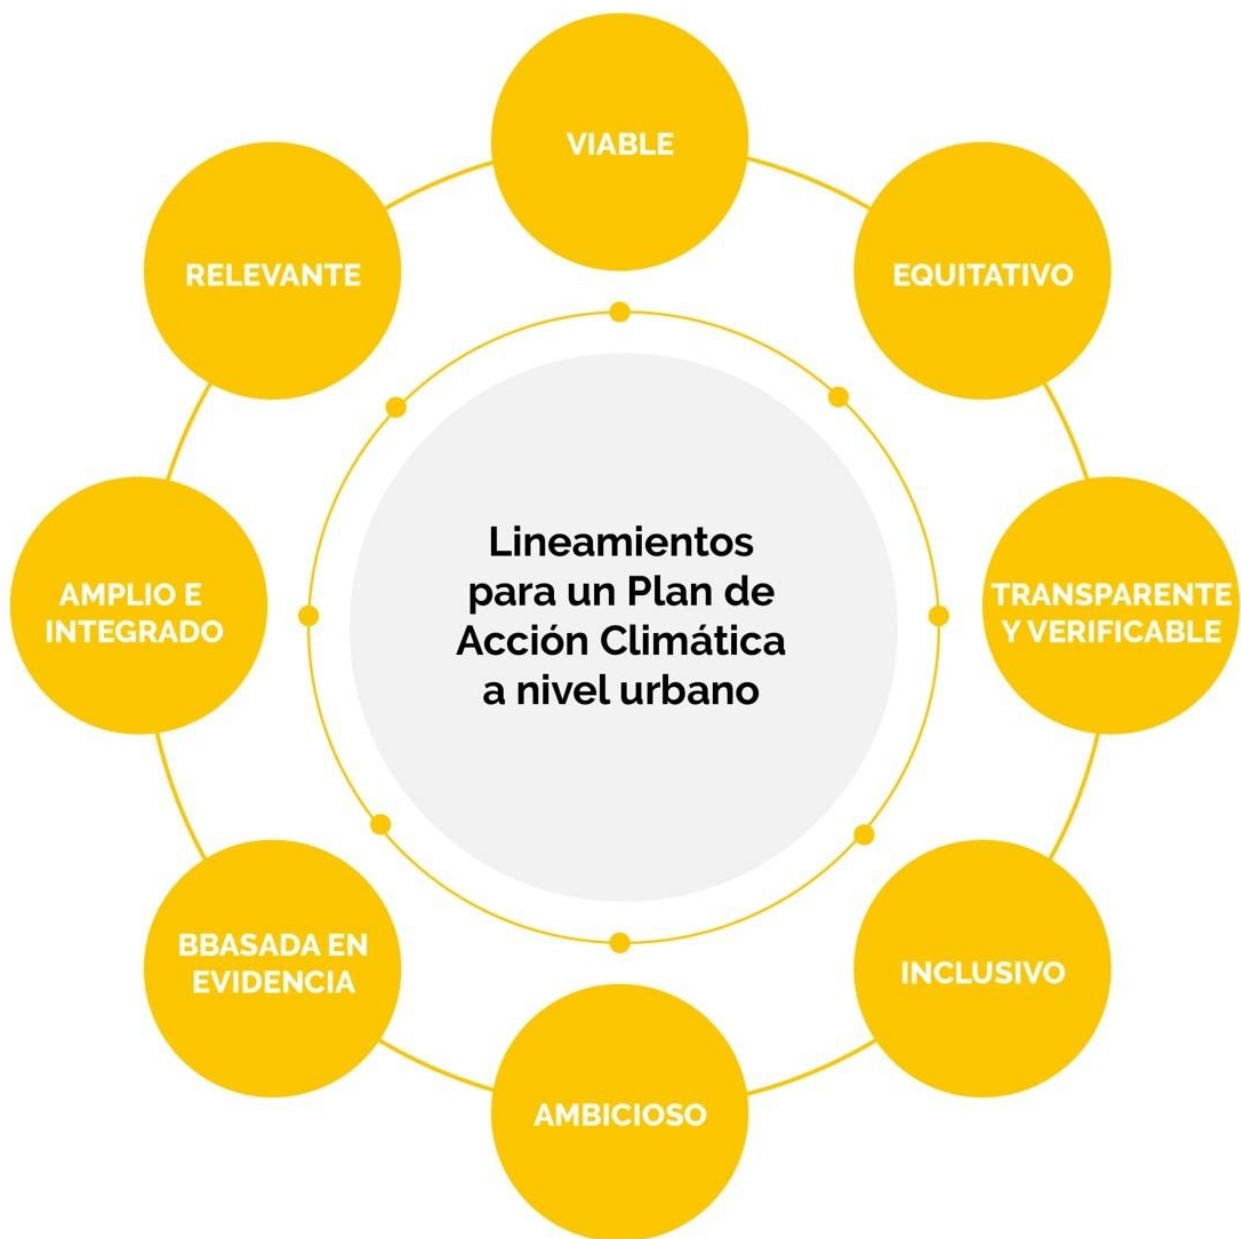 VIABLE
RELEVANTE
EQUITATIVO
Lineamientos
para un Plan de
Acción Climática
a nivel urbano
AMPLIO E
INTEGRADO
TRANSPARENTE
Y VERIFICABLE
BBASADA EN
EVIDENCIA
INCLUSIVO
AMBICIOSO